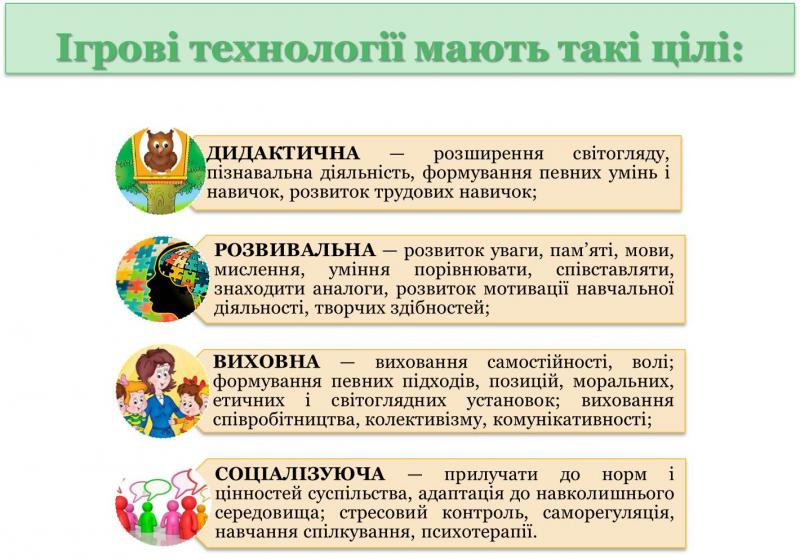 Ігрові технології мають такі цілі:
ДИДАКТИЧНА — розширення світогляду,
пізнавальна діяльність, формування певних умінь і
навичок, розвиток трудових навичок;
РОЗВИВАЛЬНА — розвиток уваги, пам’яті, мови,
мислення, уміння порівнювати, співставляти,
знаходити аналоги, розвиток мотивації навчальної
діяльності, творчих здібностей;
ВИХОВНА — виховання самостійності, волі;
формування певних підходів, позицій, моральних,
етичних і світоглядних установок; виховання
співробітництва, колективізму, комунікативності;
СОЦІАЛІЗУЮЧА — прилучати до норм і
цінностей суспільства, адаптація до навколишнього
середовища; стресовий контроль, саморегуляція,
навчання спілкування, психотерапії.